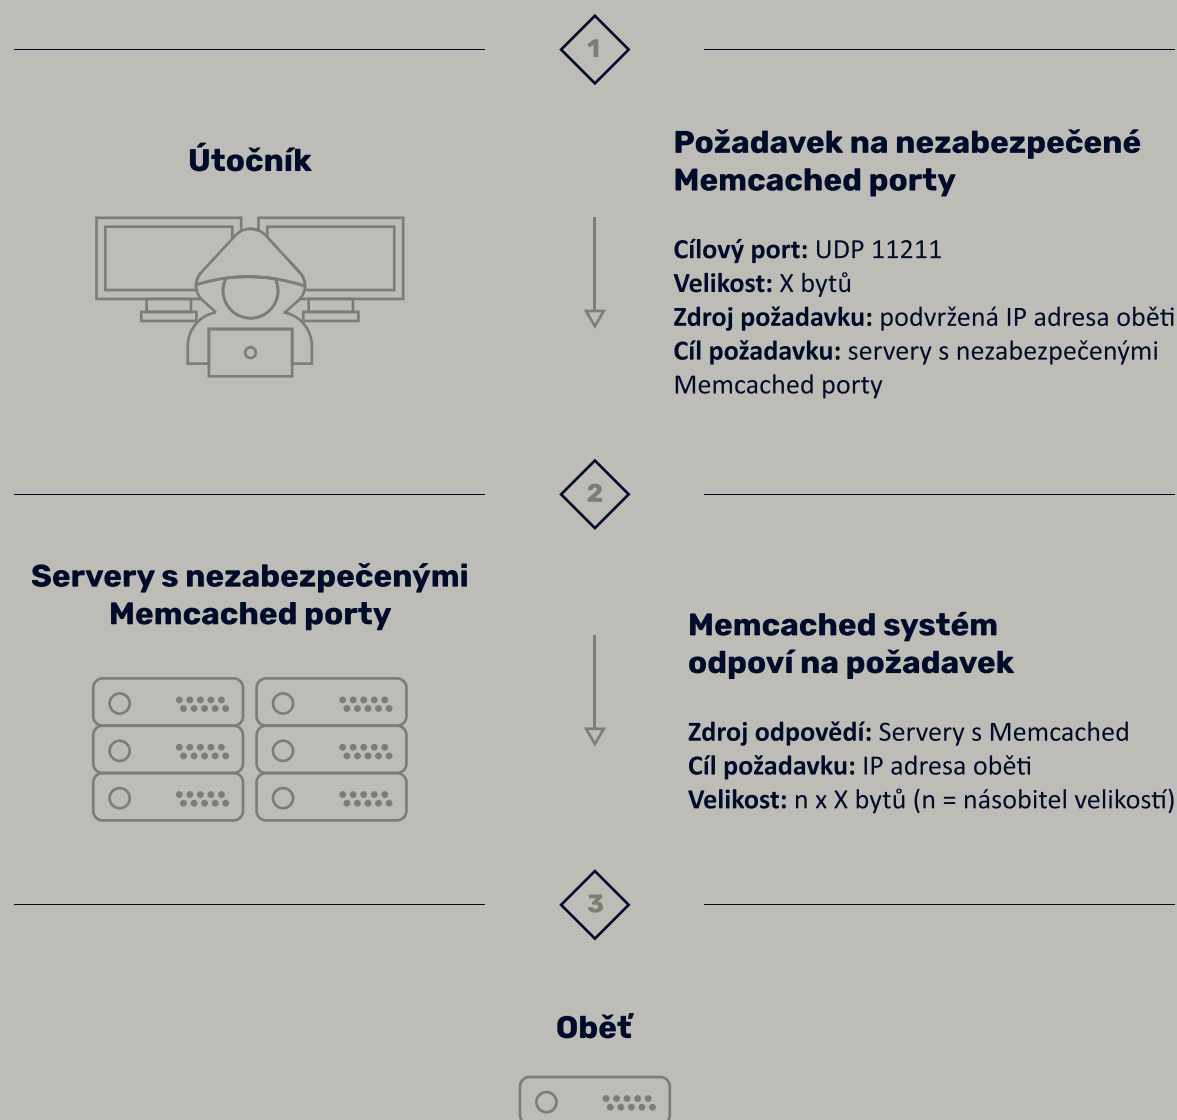 1
Útočník
Požadavek na nezabezpečené
Memcached porty
Cílový port: UDP 11211
Velikost: X bytů
Zdroj požadavku: podvržená IP adresa oběti
Cíl požadavku: servery s nezabezpečenými
Memcached porty
2
Servery s nezabezpečenými
Memcached porty
Memcached systém
odpoví na požadavek
Zdroj odpovědí: Servery s Memcached
Cíl požadavku: IP adresa oběti
Velikost: n x X bytů (n = násobitel velikostí)
3
Oběť